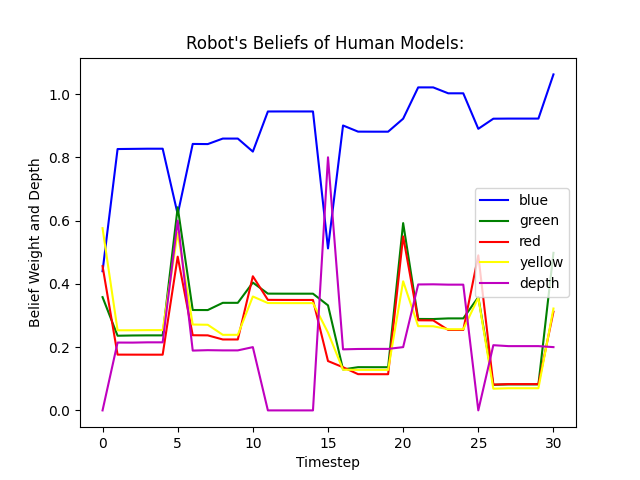 Robot's Beliefs of Human Models:
Belief Weight and Depth
1.0
0.8
0.6
0.4
0.2
0.0
blue
green
red
yellow
depth
0 5 10 15 20 25 30
Timestep